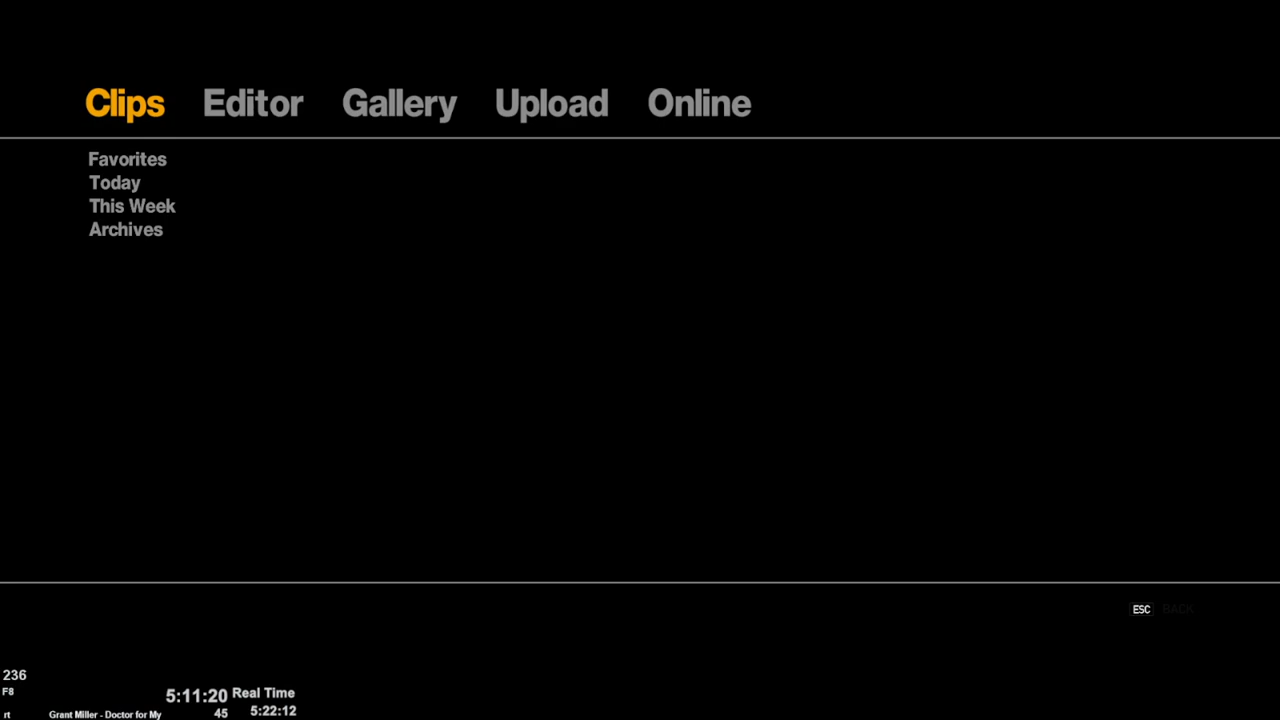 Clips Editor Gallery Upload Online
Favorites
Today
This Week
Archives
ESC BACK
236
F8
5:11:20 Real Time
rt Grant Miller - Doctor for My 45 5:22:12